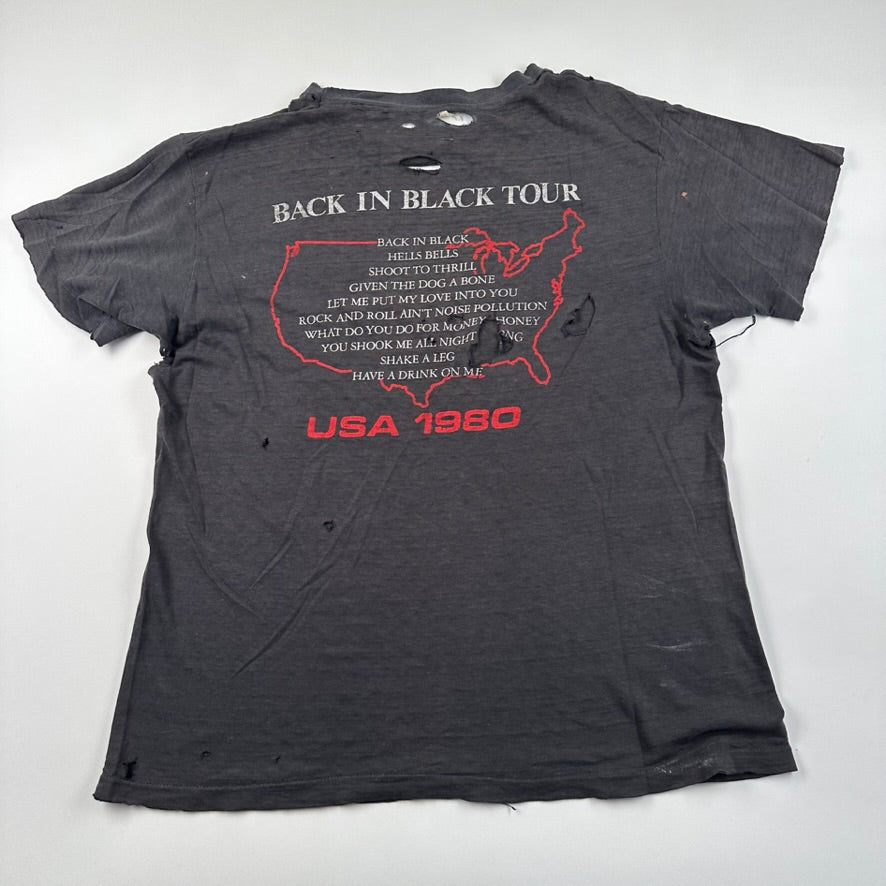 BACK IN BLACK TOUR
BACK IN BLACK
HELLS BELLS
SHOOT TO THRILL
GIVEN THE DOG A BONE
LET ME PUT MY LOVE INTO YOU
ROCK AND ROLL AIN'T NOISE POLLUTION
WHAT DO YOU DO FOR MONEY HONEY
YOU SHOOK ME ALL NIGHT
SHAKE A LEG
HAVE A DRINK ON ME
USA 1980